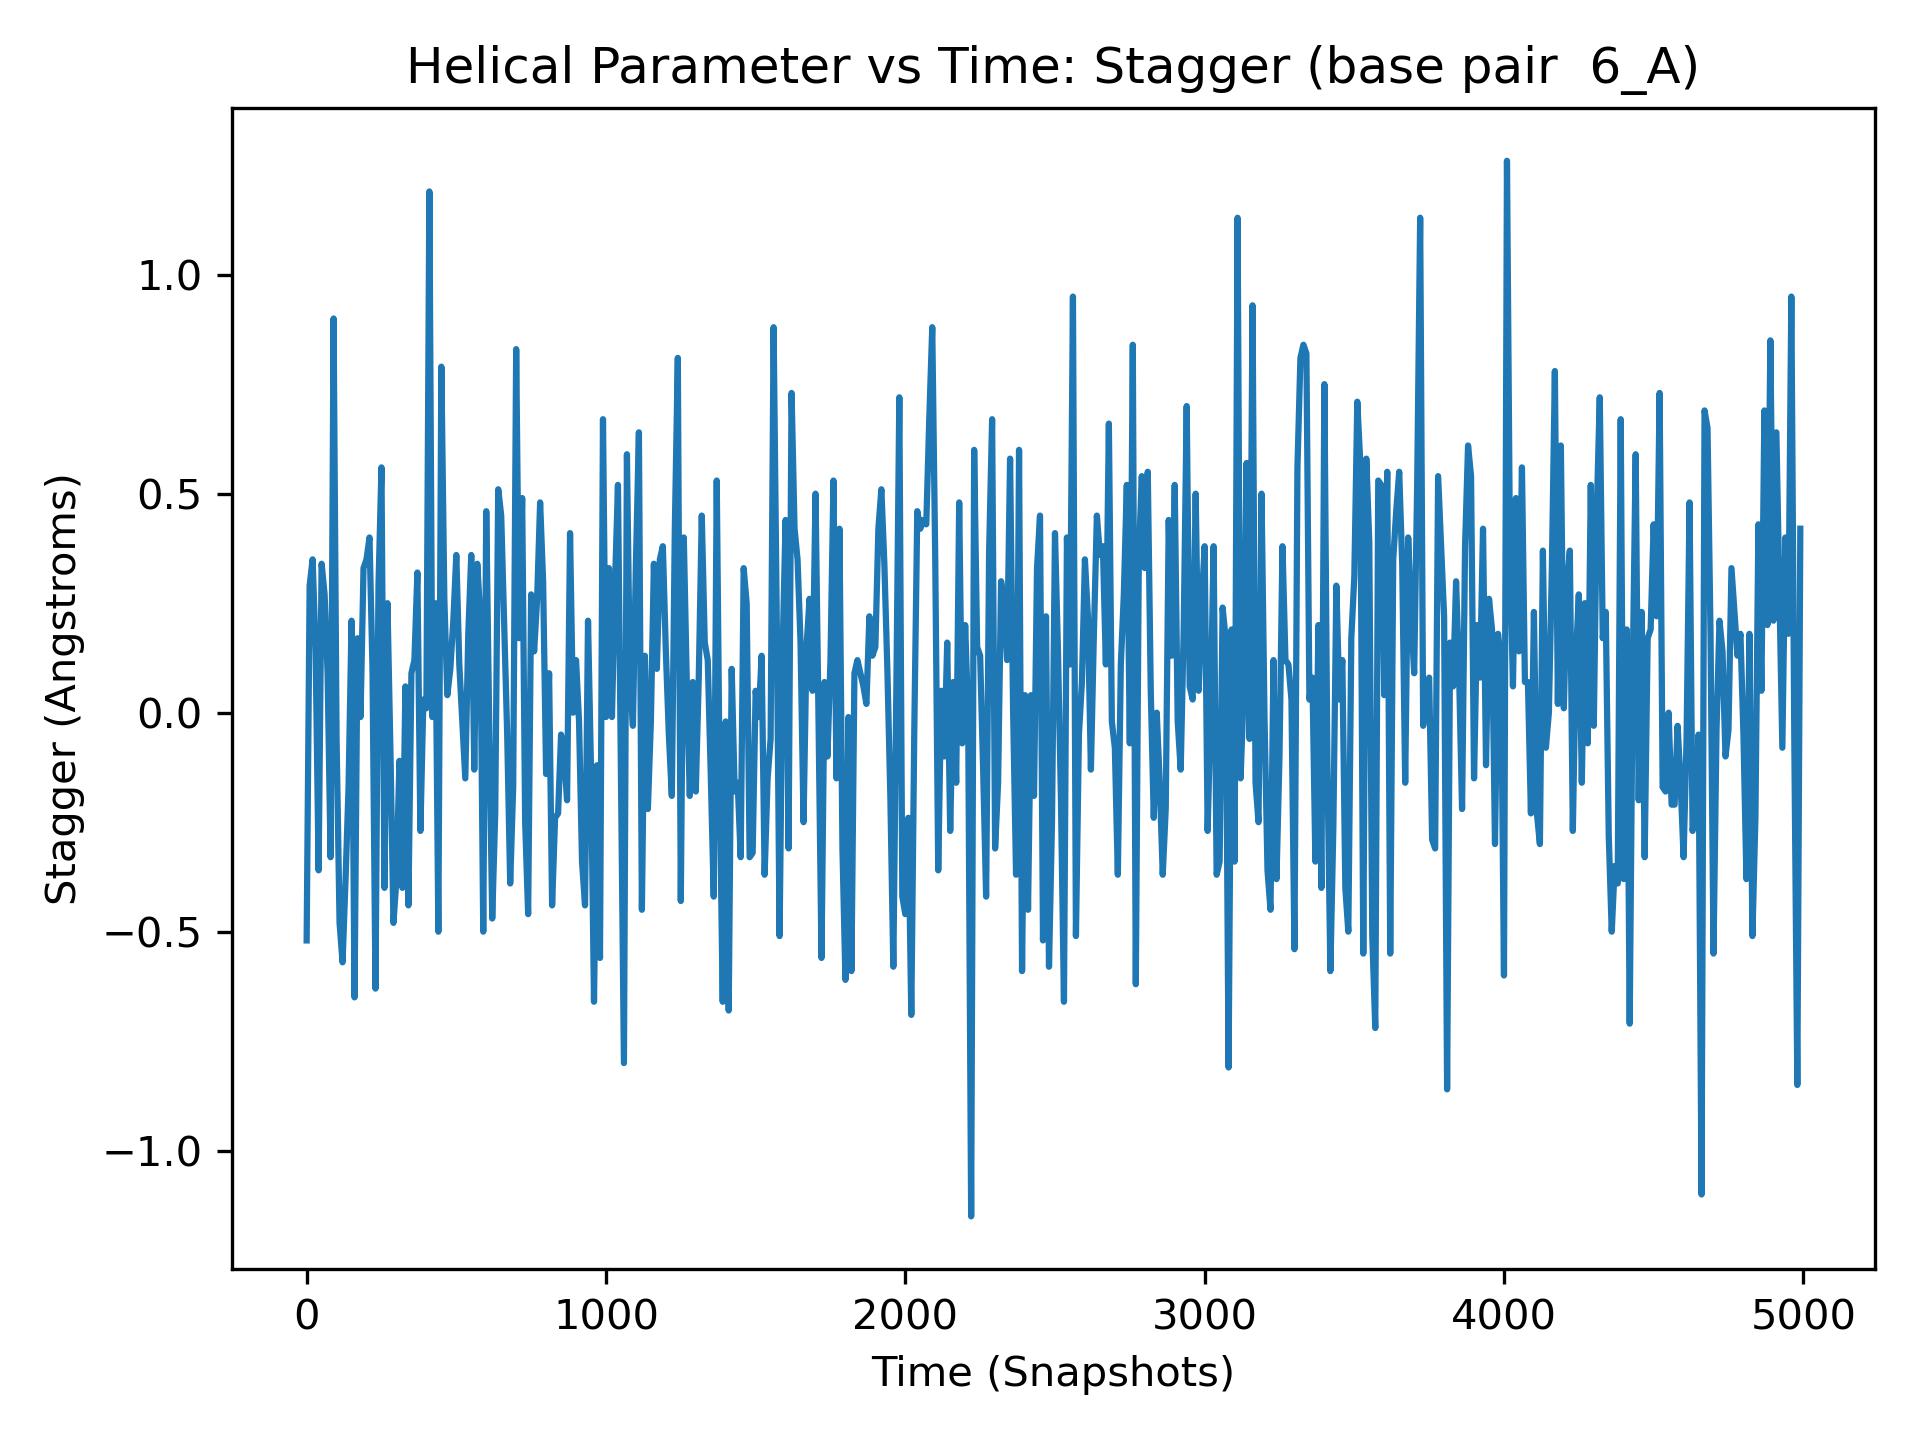 Helical Parameter vs Time: Stagger (base pair  6_A)
Stagger (Angstroms)
1.0
0.5
0.0
−0.5
−1.0
0 1000 2000 3000 4000 5000
Time (Snapshots)